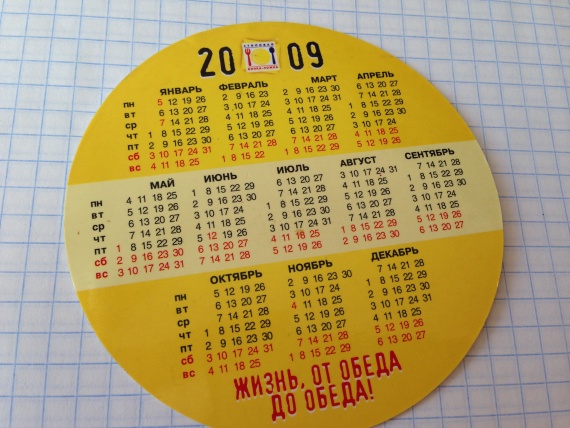 20 09
ЯНВАРЬ ФЕВРАЛЬ МАРТ АПРЕЛЬ
пн 5 12 19 26 2 9 16 23 2 9 16 23 30 6 13 20 27
вт 6 13 20 27 3 10 17 24 3 10 17 24 31 7 14 21 28
ср 7 14 21 28 4 11 18 25 4 11 18 25 1 8 15 22 29
чт 1 8 15 22 29 5 12 19 26 5 12 19 26 2 9 16 23 30
пт 2 9 16 23 30 6 13 20 27 6 13 20 27 3 10 17 24
сб 3 10 17 24 31 7 14 21 28 7 14 21 28 4 11 18 25
вс 4 11 18 25 1 8 15 22 1 8 15 22 29 5 12 19 26
МАЙ ИЮНЬ ИЮЛЬ АВГУСТ СЕНТЯБРЬ
пн 4 11 18 25 1 8 15 22 29 6 13 20 27 3 10 17 24 31 7 14 21 28
вт 5 12 19 26 2 9 16 23 30 7 14 21 28 4 11 18 25 1 8 15 22 29
ср 6 13 20 27 3 10 17 24 1 8 15 22 29 5 12 19 26 2 9 16 23 30
чт 7 14 21 28 4 11 18 25 2 9 16 23 30 6 13 20 27 3 10 17 24
пт 1 8 15 22 29 5 12 19 26 3 10 17 24 31 7 14 21 28 4 11 18 25
сб 2 9 16 23 30 6 13 20 27 4 11 18 25 1 8 15 22 29 5 12 19 26
вс 3 10 17 24 31 7 14 21 28 5 12 19 26 2 9 16 23 30 6 13 20 27
ОКТЯБРЬ НОЯБРЬ ДЕКАБРЬ
пн 5 12 19 26 2 9 16 23 30 7 14 21 28
вт 6 13 20 27 3 10 17 24 1 8 15 22 29
ср 7 14 21 28 4 11 18 25 2 9 16 23 30
чт 1 8 15 22 29 5 12 19 26 3 10 17 24 31
пт 2 9 16 23 30 6 13 20 27 4 11 18 25
сб 3 10 17 24 31 7 14 21 28 5 12 19 26
вс 4 11 18 25 1 8 15 22 29 6 13 20 27
ЖИЗНЬ, ОТ ОБЕДА
ДО ОБЕДА!